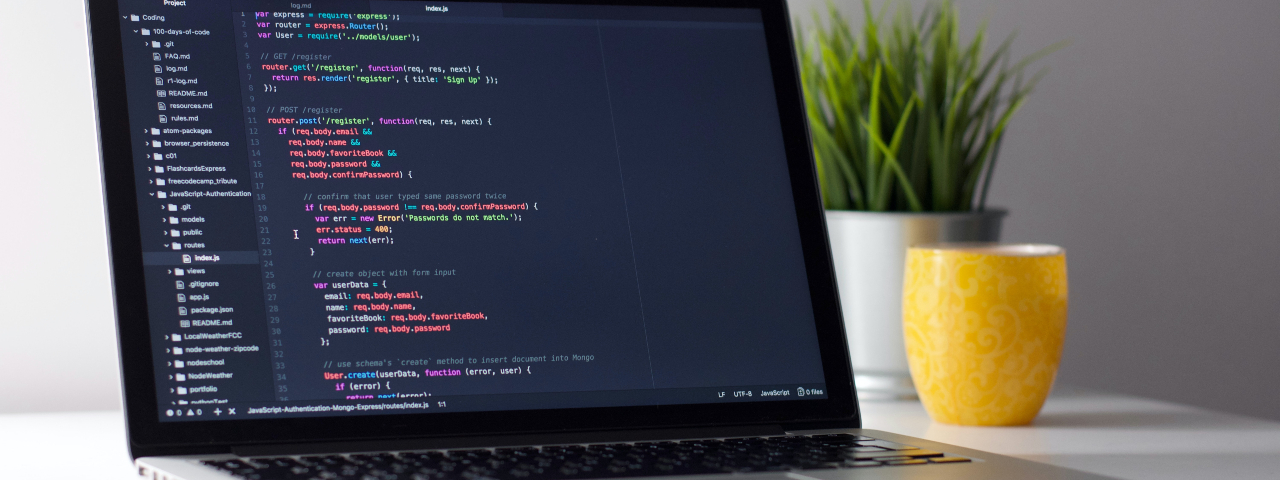 Project
Coding
100-days-of-code
.git
FAQ.md
log.md
r1-log.md
README.md
resources.md
rules.md
atom-packages
browser_persistence
c01
FlashcardsExpress
freecodecamp_tribute
JavaScript-Authentication
.git
models
public
routes
index.js
views
.gitignore
app.js
package.json
README.md
LocalWeatherFCC
node-weather-zipcode
nodeschool
NodeWeather
portfolio
pythonTest
log.md
index.js
1 var express = require('express');
2 var router = express.Router();
3 var User = require('../models/user');
4
5 // GET /register
6 router.get('/register', function(req, res, next) {
7 return res.render('register', { title: 'Sign Up' });
8 });
9
10 // POST /register
11 router.post('/register', function(req, res, next) {
12 if (req.body.email &&
13 req.body.name &&
14 req.body.favoriteBook &&
15 req.body.password &&
16 req.body.confirmPassword) {
17
18 // confirm that user typed same password twice
19 if (req.body.password !== req.body.confirmPassword) {
20 var err = new Error('Passwords do not match.');
21 err.status = 400;
22 return next(err);
23 }
24
25 // create object with form input
26 var userData = {
27 email: req.body.email,
28 name: req.body.name,
29 favoriteBook: req.body.favoriteBook,
30 password: req.body.password
31 };
32
33 // use schema's `create` method to insert document into Mongo
34 User.create(userData, function (error, user) {
35 if (error) {
return next(error);
0 0 JavaScript-Authentication-Mongo-Express/routes/index.js 1:1 LF UTF-8 JavaScript 0 files